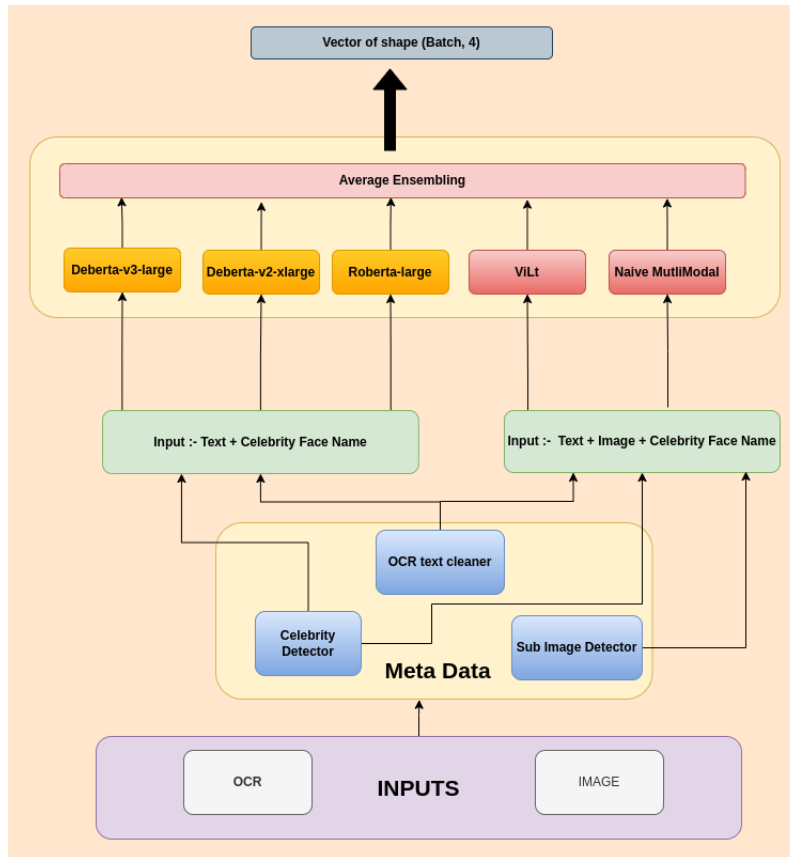 Vector of shape (Batch, 4)
Average Ensembling
Deberta-v3-large
Deberta-v2-xlarge
Roberta-large
ViLt
Naive MutliModal
Input :- Text + Celebrity Face Name
Input :- Text + Image + Celebrity Face Name
OCR text cleaner
Celebrity
Detector
Sub Image Detector
Meta Data
OCR
INPUTS
IMAGE